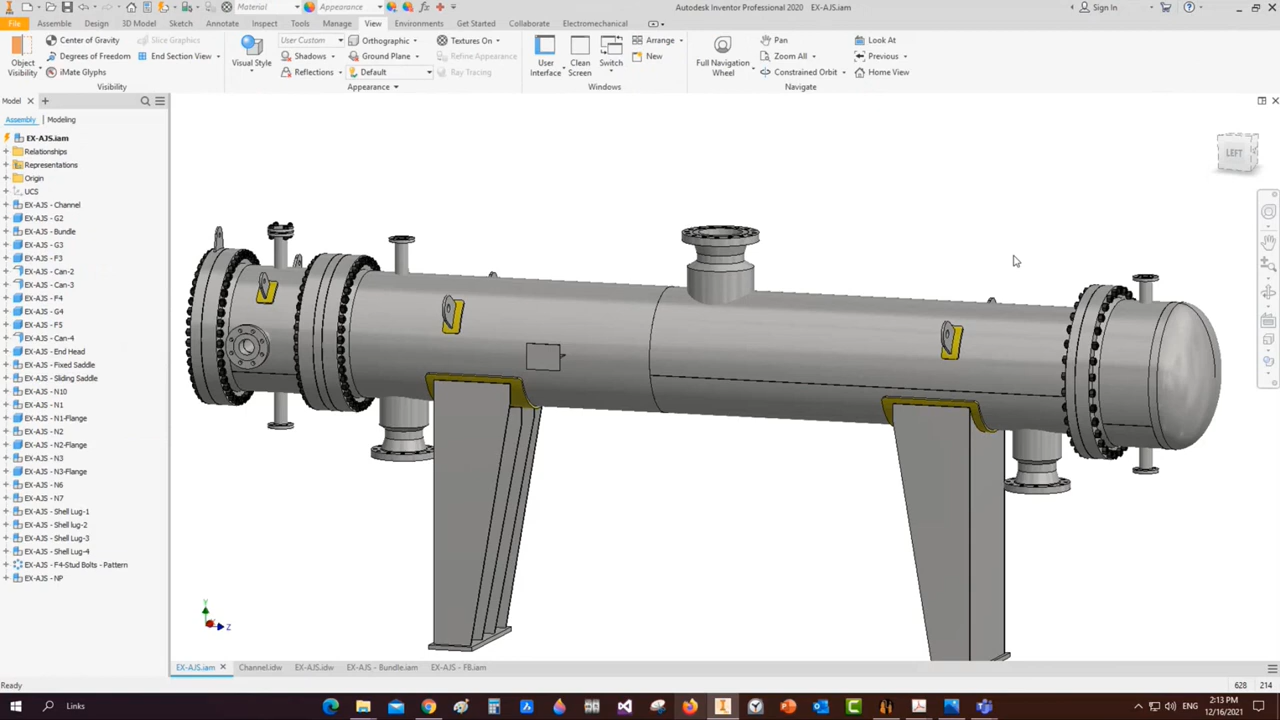 Material
Appearance
Autodesk Inventor Professional 2020 EX-AJS.iam
Sign In
File Assembly Design 3D Model Sketch Annotate Inspect Tools Manage View Environments Get Started Collaborate Electromechanical
Object Visibility
Center of Gravity
Degrees of Freedom
iMate Glyphs
Slice Graphics
End Section View
Visibility
Visual Style
User Custom
Shadows
Reflections
Orthographic
Ground Plane
Default
Textures On
Refine Appearance
Ray Tracing
Appearance
User Interface
Clean Screen
Switch
Arrange
New
Windows
Full Navigation Wheel
Pan
Zoom All
Constrained Orbit
Look At
Previous
Home View
Navigate
Model
Assembly Modeling
EX-AJS.iam
Relationships
Representations
Origin
UCS
EX-AJS - Channel
EX-AJS - G2
EX-AJS - Bundle
EX-AJS - G3
EX-AJS - F3
EX-AJS - Can-2
EX-AJS - Can-3
EX-AJS - F4
EX-AJS - G4
EX-AJS - F5
EX-AJS - Can-4
EX-AJS - End Head
EX-AJS - Fixed Saddle
EX-AJS - Sliding Saddle
EX-AJS - N10
EX-AJS - N1
EX-AJS - N1-Flange
EX-AJS - N2
EX-AJS - N2-Flange
EX-AJS - N3
EX-AJS - N3-Flange
EX-AJS - N6
EX-AJS - N7
EX-AJS - Shell Lug-1
EX-AJS - Shell lug-2
EX-AJS - Shell Lug-3
EX-AJS - Shell Lug-4
EX-AJS - F4-Stud Bolts - Pattern
EX-AJS - NP
LEFT
Y
Z
EX-AJS.iam Channel.idw EX-AJS.idw EX-AJS - Bundle.iam EX-AJS - FB.iam
Ready
628 214
Links
2:13 PM
12/16/2021